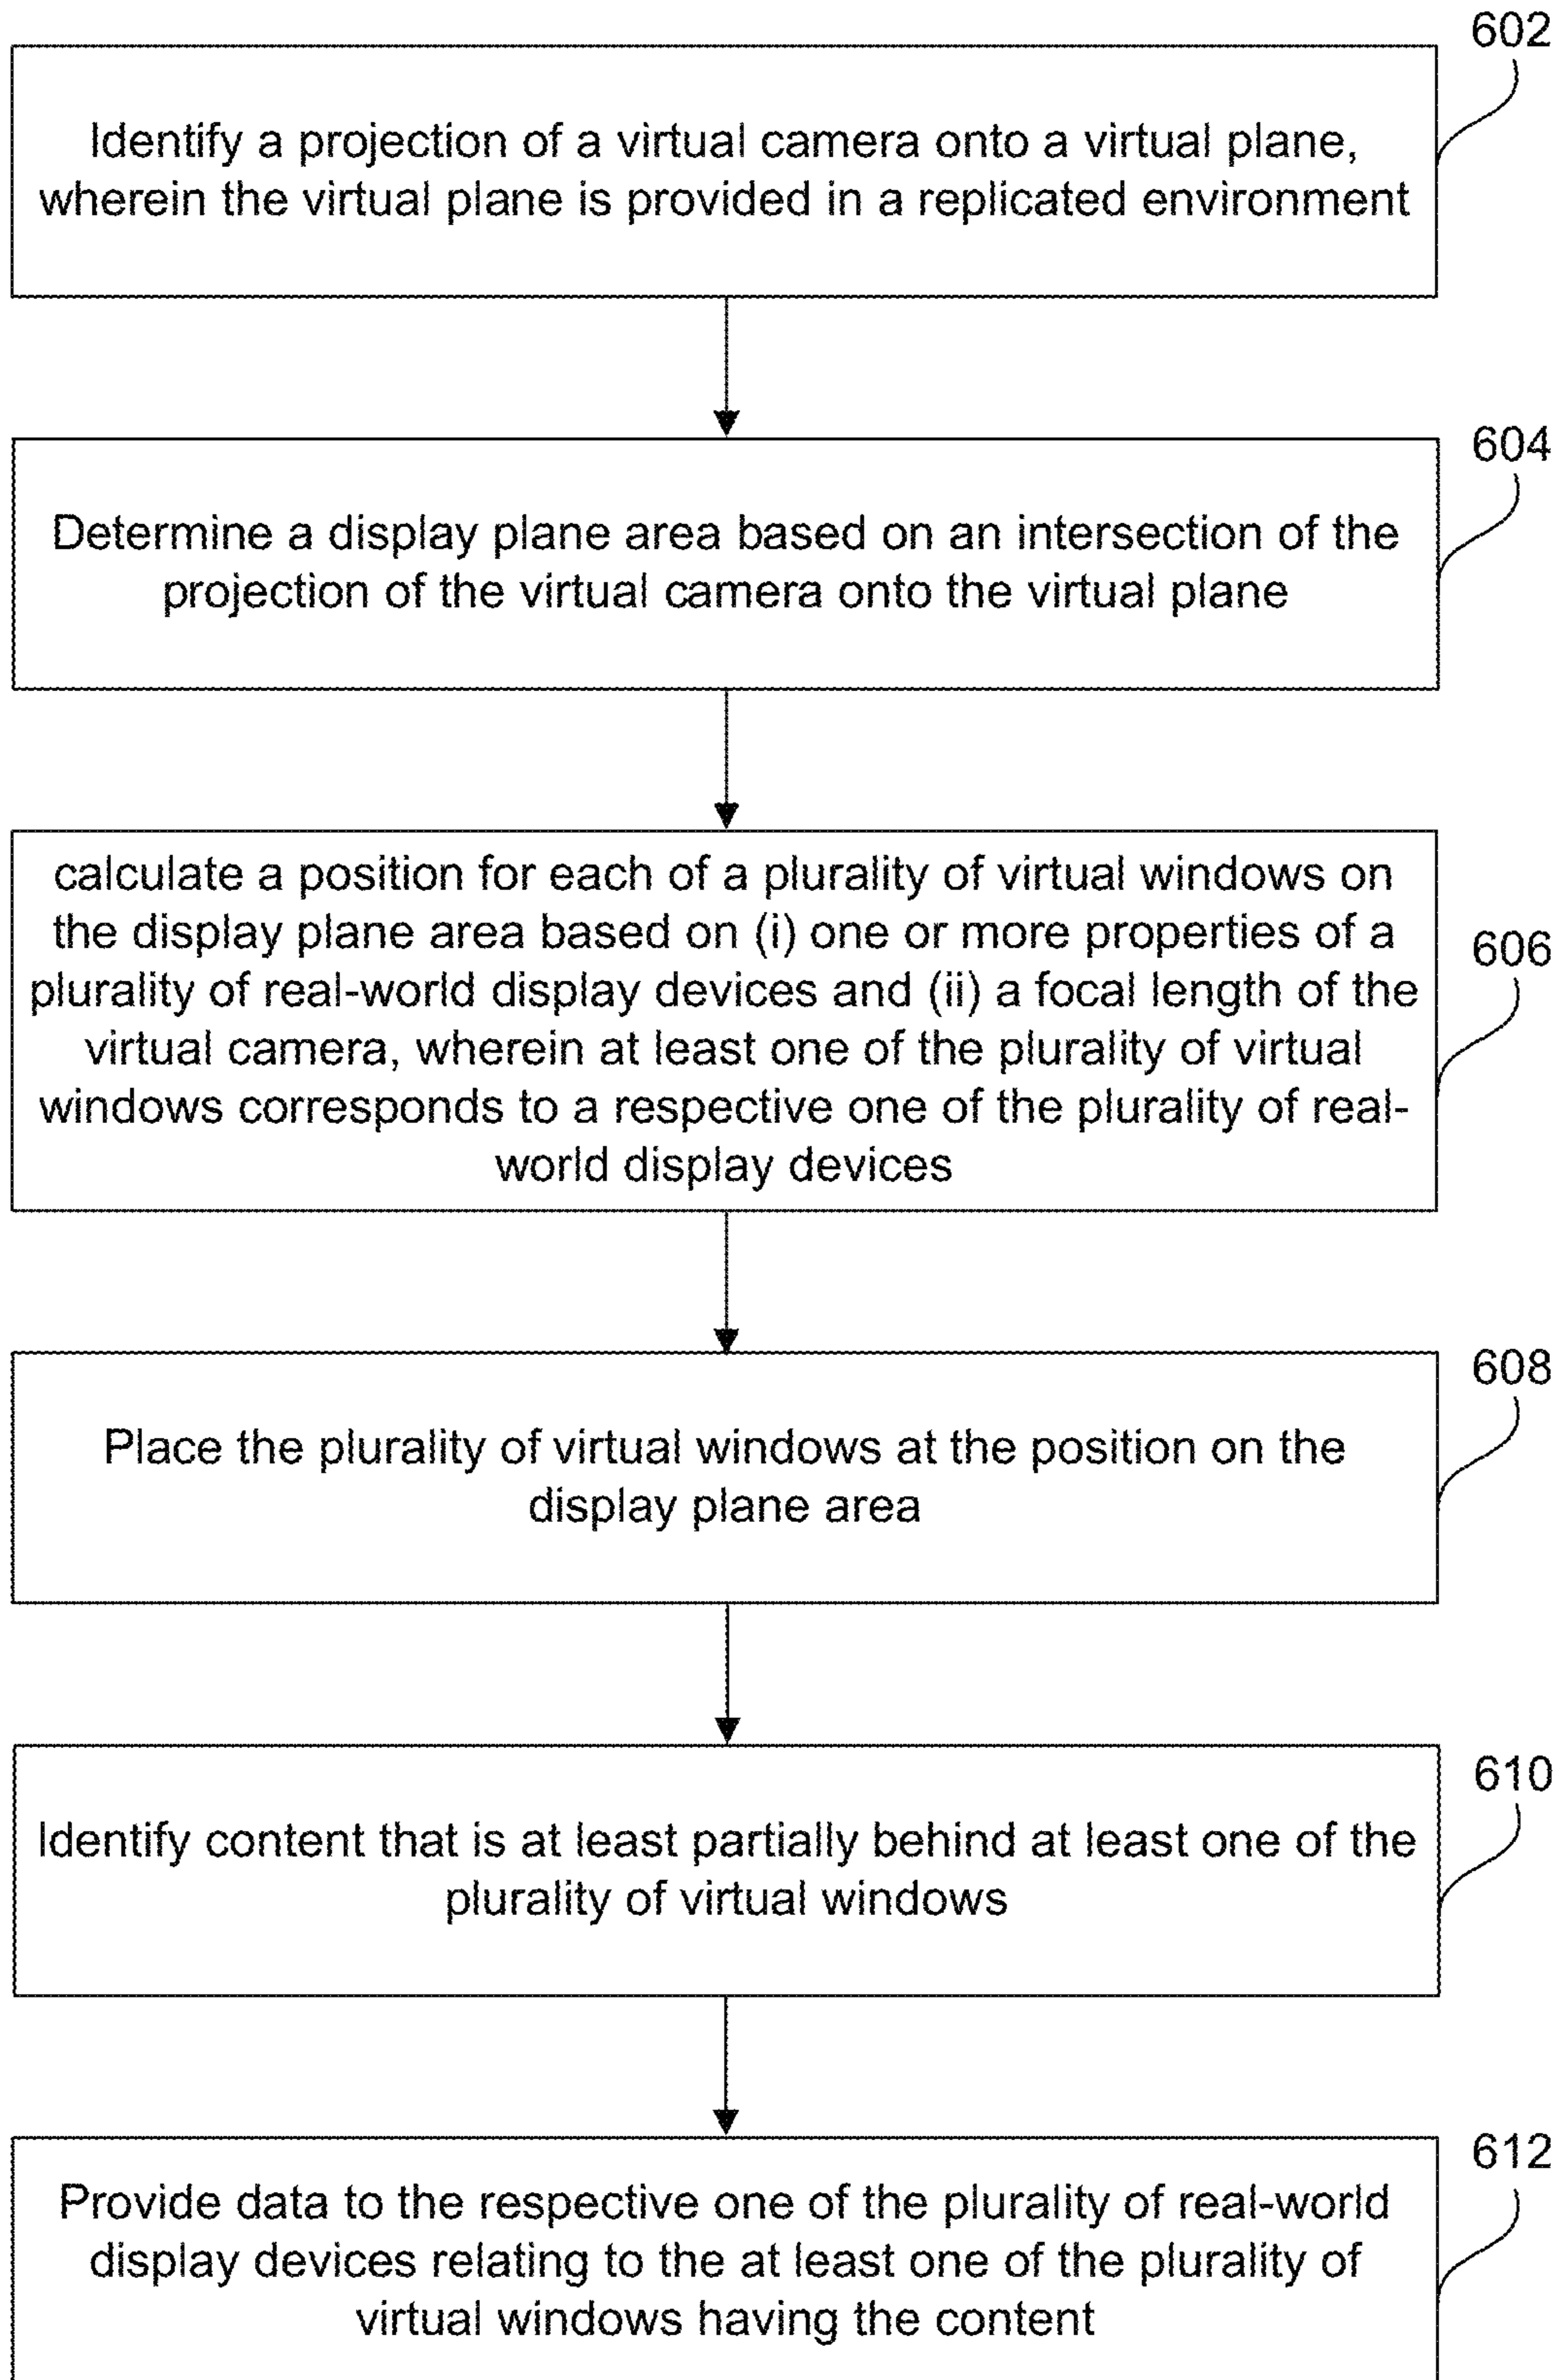 602
Identify a projection of a virtual camera onto a virtual plane,
wherein the virtual plane is provided in a replicated environment
604
Determine a display plane area based on an intersection of the
projection of the virtual camera onto the virtual plane
606
calculate a position for each of a plurality of virtual windows on
the display plane area based on (i) one or more properties of a
plurality of real-world display devices and (ii) a focal length of the
virtual camera, wherein at least one of the plurality of virtual
windows corresponds to a respective one of the plurality of real-
world display devices
608
Place the plurality of virtual windows at the position on the
display plane area
610
Identify content that is at least partially behind at least one of the
plurality of virtual windows
612
Provide data to the respective one of the plurality of real-world
display devices relating to the at least one of the plurality of
virtual windows having the content